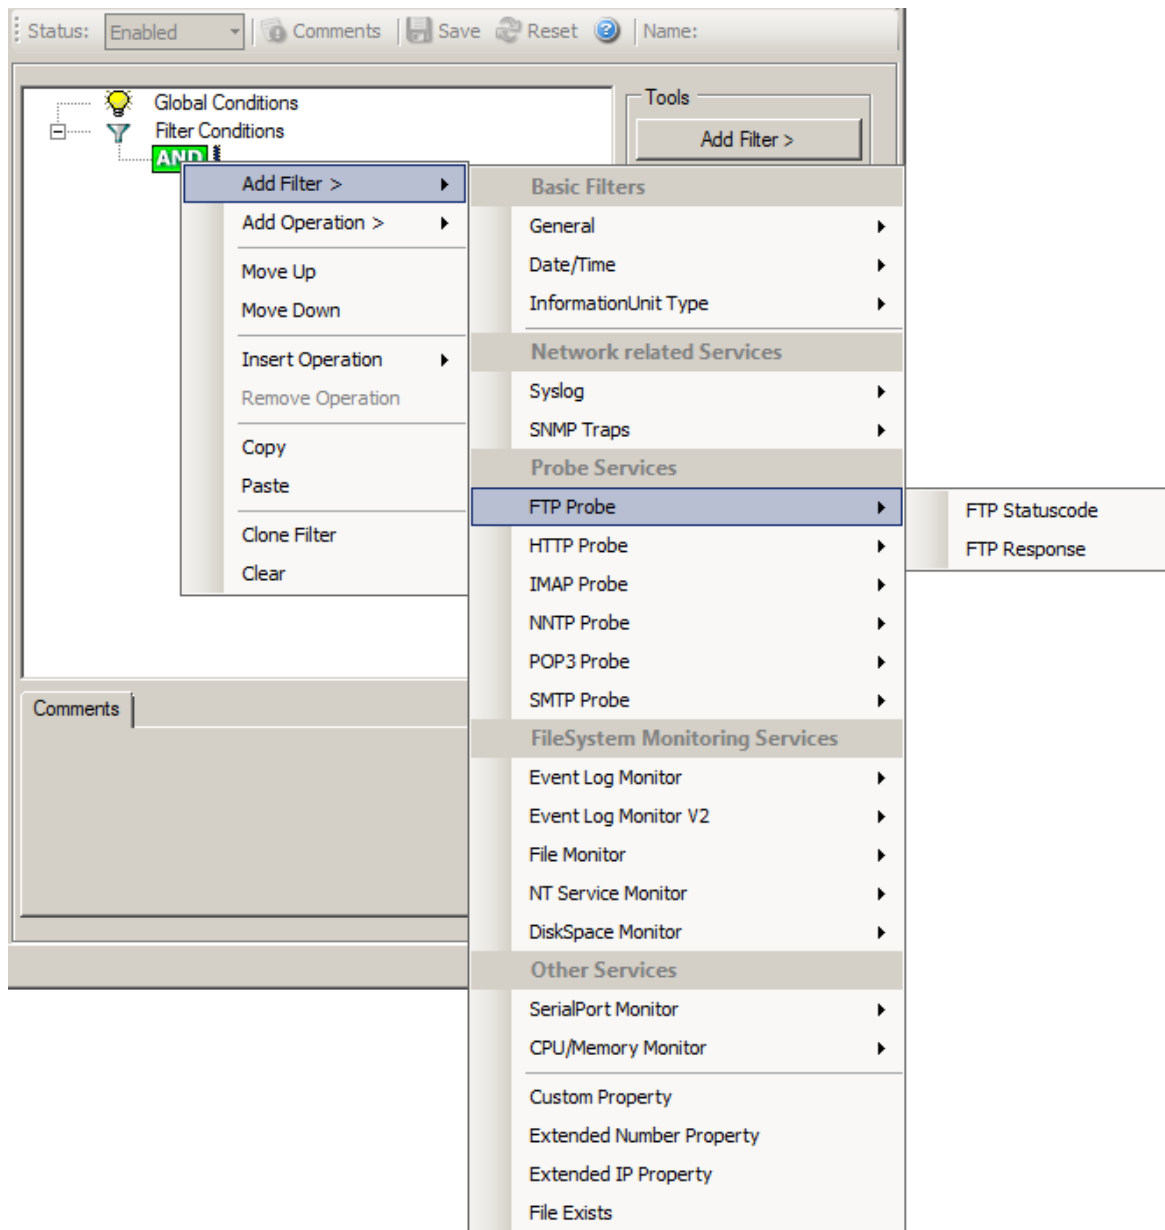 Status: Enabled Comments Save Reset Name:
Global Conditions
Filter Conditions
AND
Tools
Add Filter >
Add Filter >
Add Operation >
Move Up
Move Down
Insert Operation
Remove Operation
Copy
Paste
Clone Filter
Clear
Basic Filters
General
Date/Time
InformationUnit Type
Network related Services
Syslog
SNMP Traps
Probe Services
FTP Probe
HTTP Probe
IMAP Probe
NNTP Probe
POP3 Probe
SMTP Probe
FileSystem Monitoring Services
Event Log Monitor
Event Log Monitor V2
File Monitor
NT Service Monitor
DiskSpace Monitor
Other Services
SerialPort Monitor
CPU/Memory Monitor
Custom Property
Extended Number Property
Extended IP Property
File Exists
FTP Statuscode
FTP Response
Comments